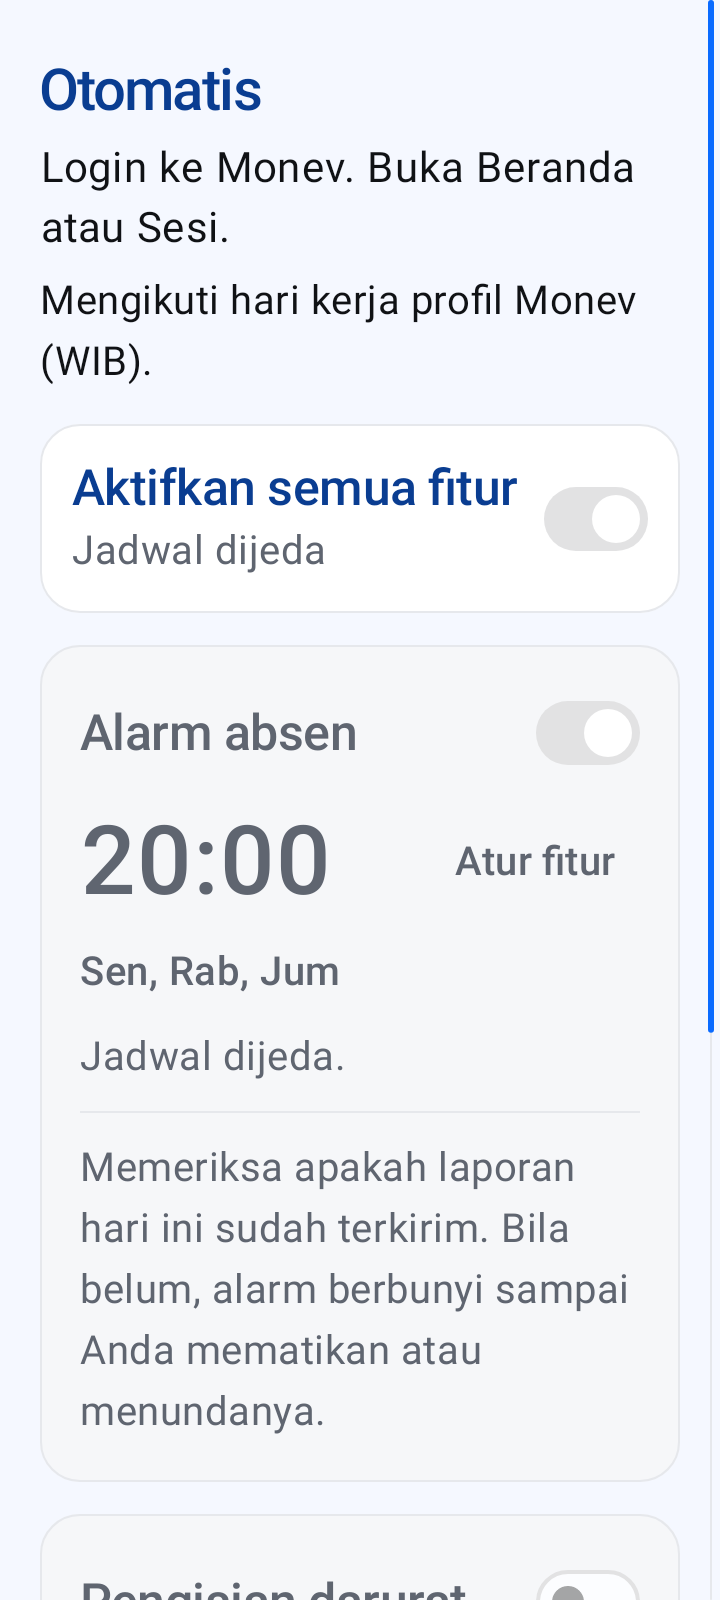 Otomatis
Login ke Monev. Buka Beranda
atau Sesi.
Mengikuti hari kerja profil Monev
(WIB).
Aktifkan semua fitur
Jadwal dijeda
Alarm absen
20:00
Atur fitur
Sen, Rab, Jum
Jadwal dijeda.
Memeriksa apakah laporan
hari ini sudah terkirim. Bila
belum, alarm berbunyi sampai
Anda mematikan atau
menundanya.
Pengisian darurat